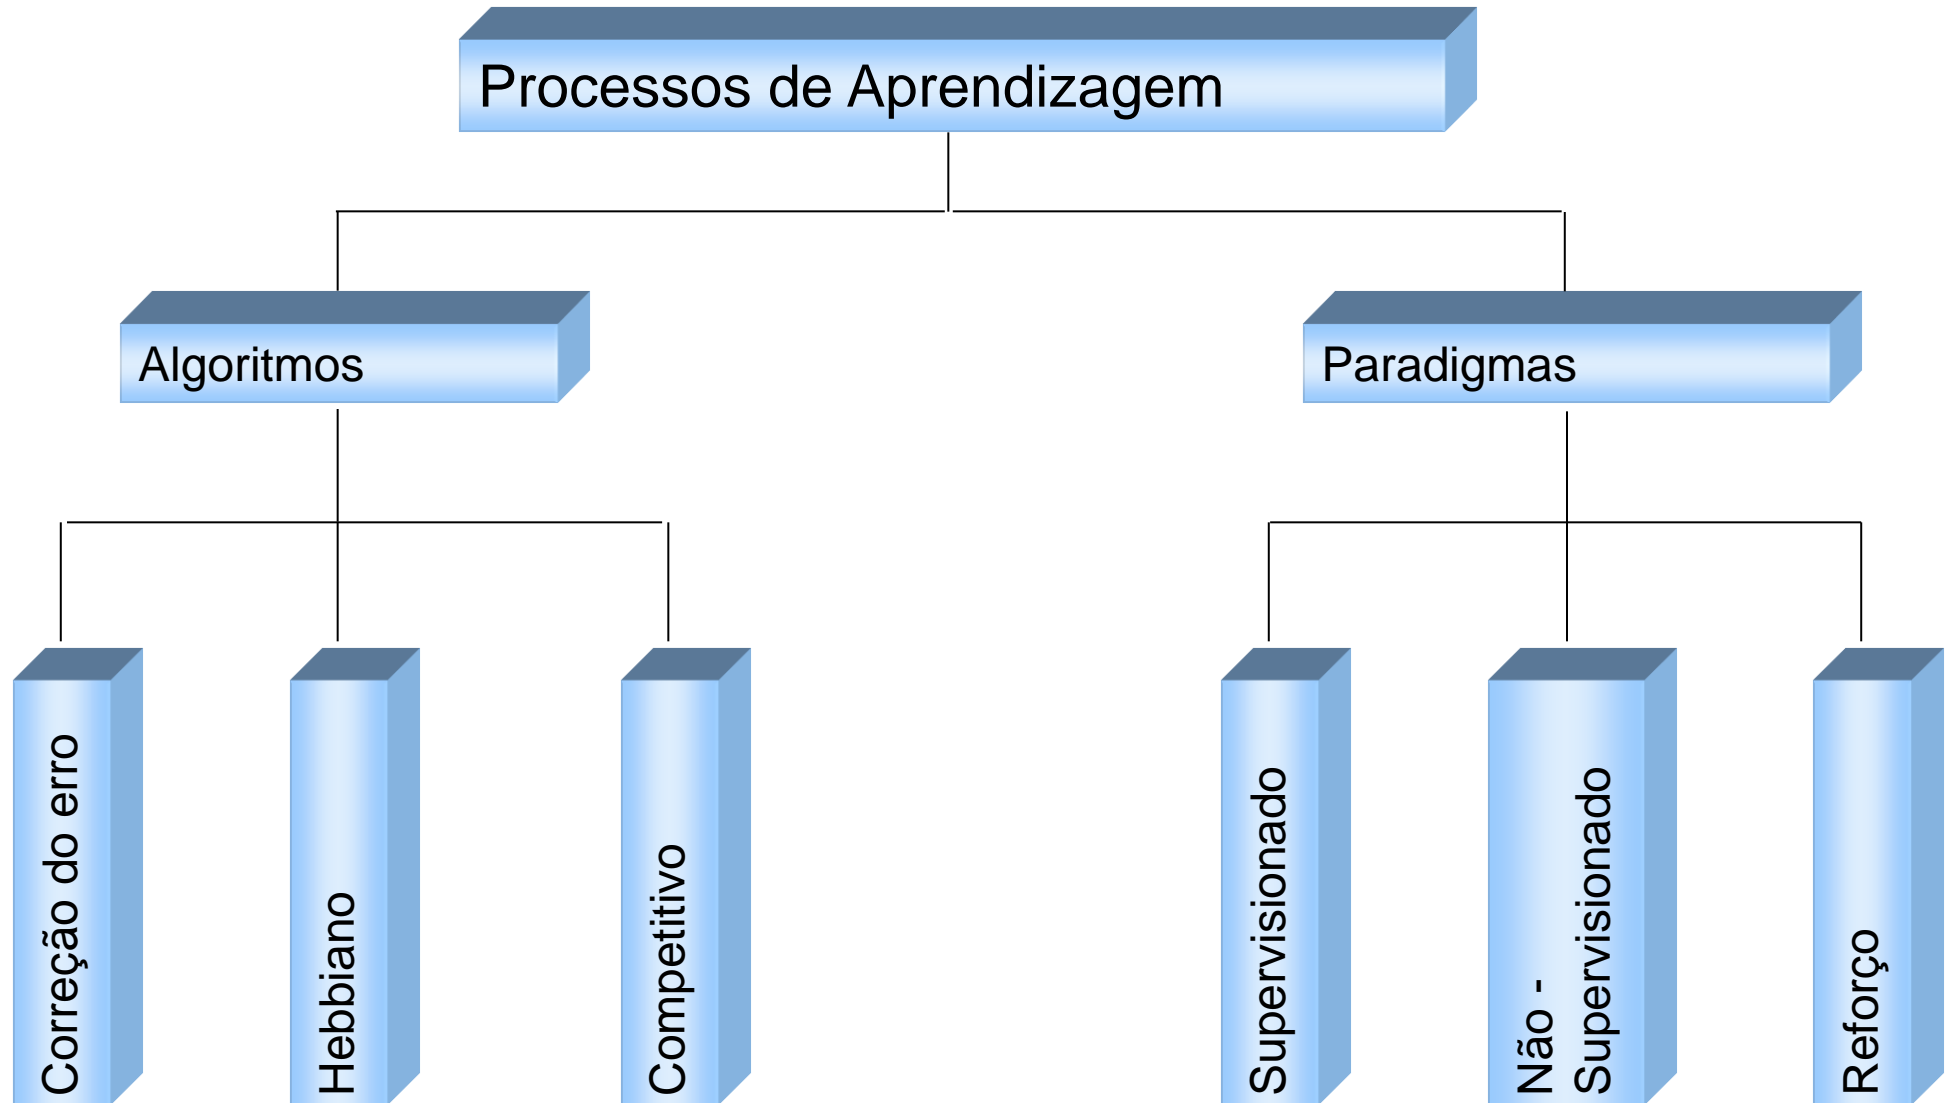 Processos de Aprendizagem
Algoritmos
Paradigmas
Correção do erro
Hebbiano
Competitivo
Supervisionado
Não -
Supervisionado
Reforço